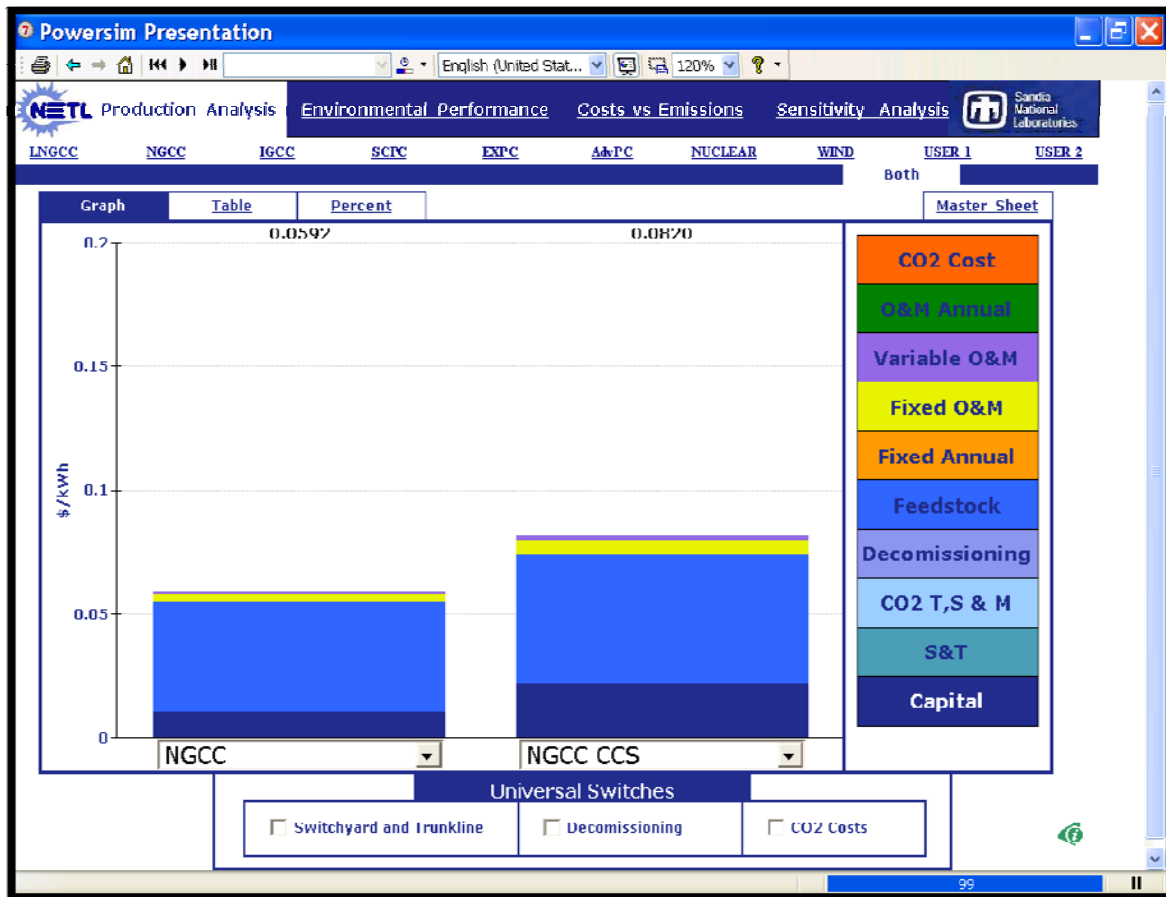 Powersim Presentation
English (United Stat... 120%
NETL Production Analysis Environmental Performance Costs vs Emissions Sensitivity Analysis Sandia National Laboratories
LNGCC NGCC IGCC SCPC EXPC AdvPC NUCLEAR WIND USER 1 USER 2
Both
Graph Table Percent Master Sheet
0.0592 0.0820
0.2
0.15
0.1
0.05
0
$/kWh
CO2 Cost
O&M Annual
Variable O&M
Fixed O&M
Fixed Annual
Feedstock
Decomissioning
CO2 T,S & M
S&T
Capital
NGCC NGCC CCS
Universal Switches
Switchyard and Trunkline Decomissioning CO2 Costs
99